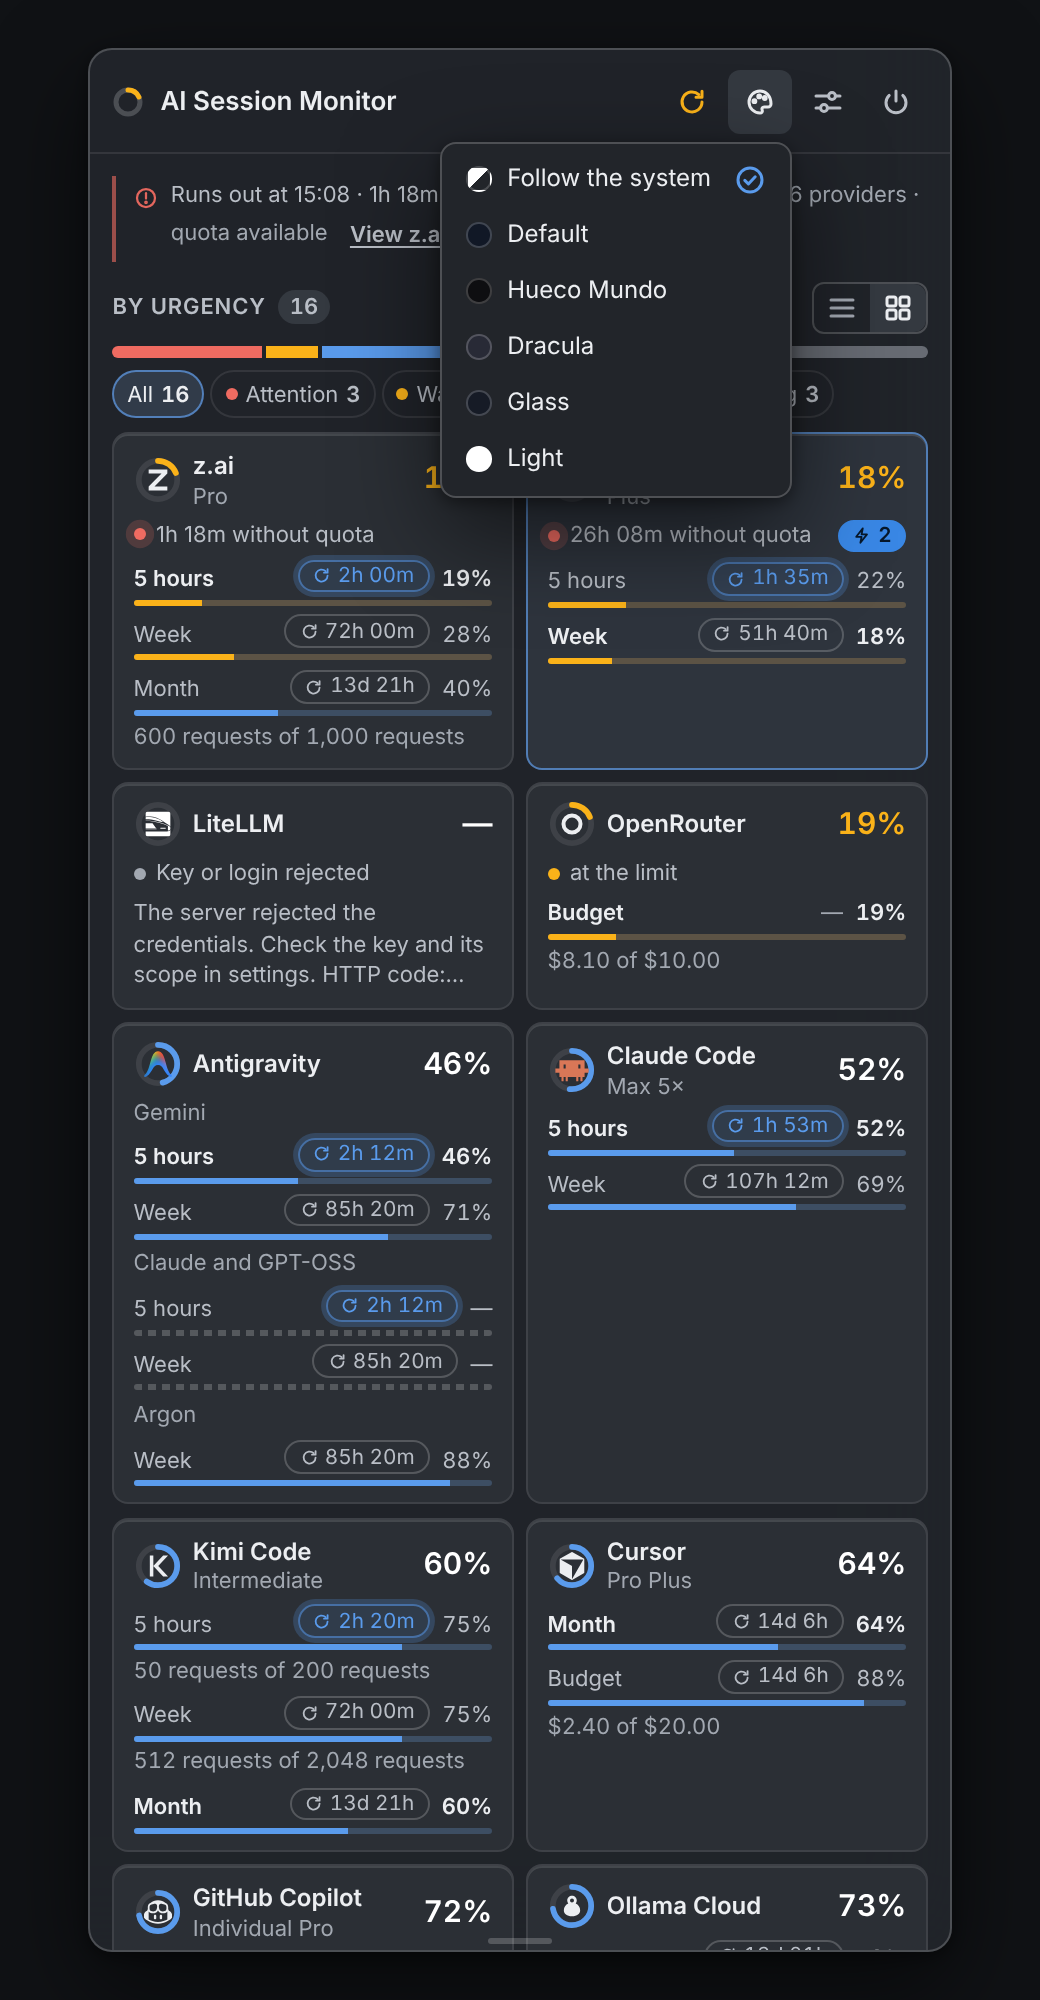 AI Session Monitor
Follow the system
Default
Hueco Mundo
Dracula
Glass
Light
Runs out at 15:08 · 1h 18m
6 providers ·
quota available View z.a
BY URGENCY 16
All 16
Attention 3
3
z.ai
Pro
1h 18m without quota
5 hours 2h 00m 19%
Week 72h 00m 28%
Month 13d 21h 40%
600 requests of 1,000 requests
Plus
18%
26h 08m without quota 2
5 hours 1h 35m 22%
Week 51h 40m 18%
LiteLLM —
Key or login rejected
The server rejected the
credentials. Check the key and its
scope in settings. HTTP code:...
OpenRouter 19%
at the limit
Budget — 19%
$8.10 of $10.00
Antigravity 46%
Gemini
5 hours 2h 12m 46%
Week 85h 20m 71%
Claude and GPT-OSS
5 hours 2h 12m —
Week 85h 20m —
Argon
Week 85h 20m 88%
Claude Code
Max 5×
52%
5 hours 1h 53m 52%
Week 107h 12m 69%
Kimi Code
Intermediate
60%
5 hours 2h 20m 75%
50 requests of 200 requests
Week 72h 00m 75%
512 requests of 2,048 requests
Month 13d 21h 60%
Cursor
Pro Plus
64%
Month 14d 6h 64%
Budget 14d 6h 88%
$2.40 of $20.00
GitHub Copilot
Individual Pro
72%
Ollama Cloud 73%